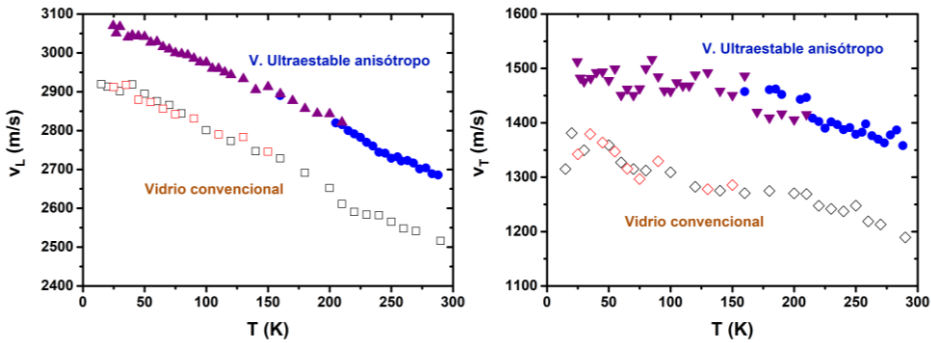 3100
3000
2900
2800
2700
2600
2500
2400
v_L (m/s)
V. Ultraestable anisótropo
Vidrio convencional
0 50 100 150 200 250 300
T (K)
1600
1500
1400
1300
1200
1100
v_T (m/s)
V. Ultraestable anisótropo
Vidrio convencional
0 50 100 150 200 250 300
T (K)